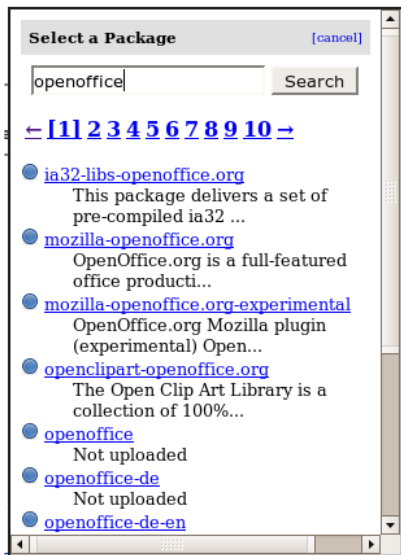 Select a Package [cancel]
openoffice Search
← [1] 2 3 4 5 6 7 8 9 10 →
ia32-libs-openoffice.org
This package delivers a set of
pre-compiled ia32 ...
mozilla-openoffice.org
OpenOffice.org is a full-featured
office producti...
mozilla-openoffice.org-experimental
OpenOffice.org Mozilla plugin
(experimental) Open...
openclipart-openoffice.org
The Open Clip Art Library is a
collection of 100%...
openoffice
Not uploaded
openoffice-de
Not uploaded
openoffice-de-en